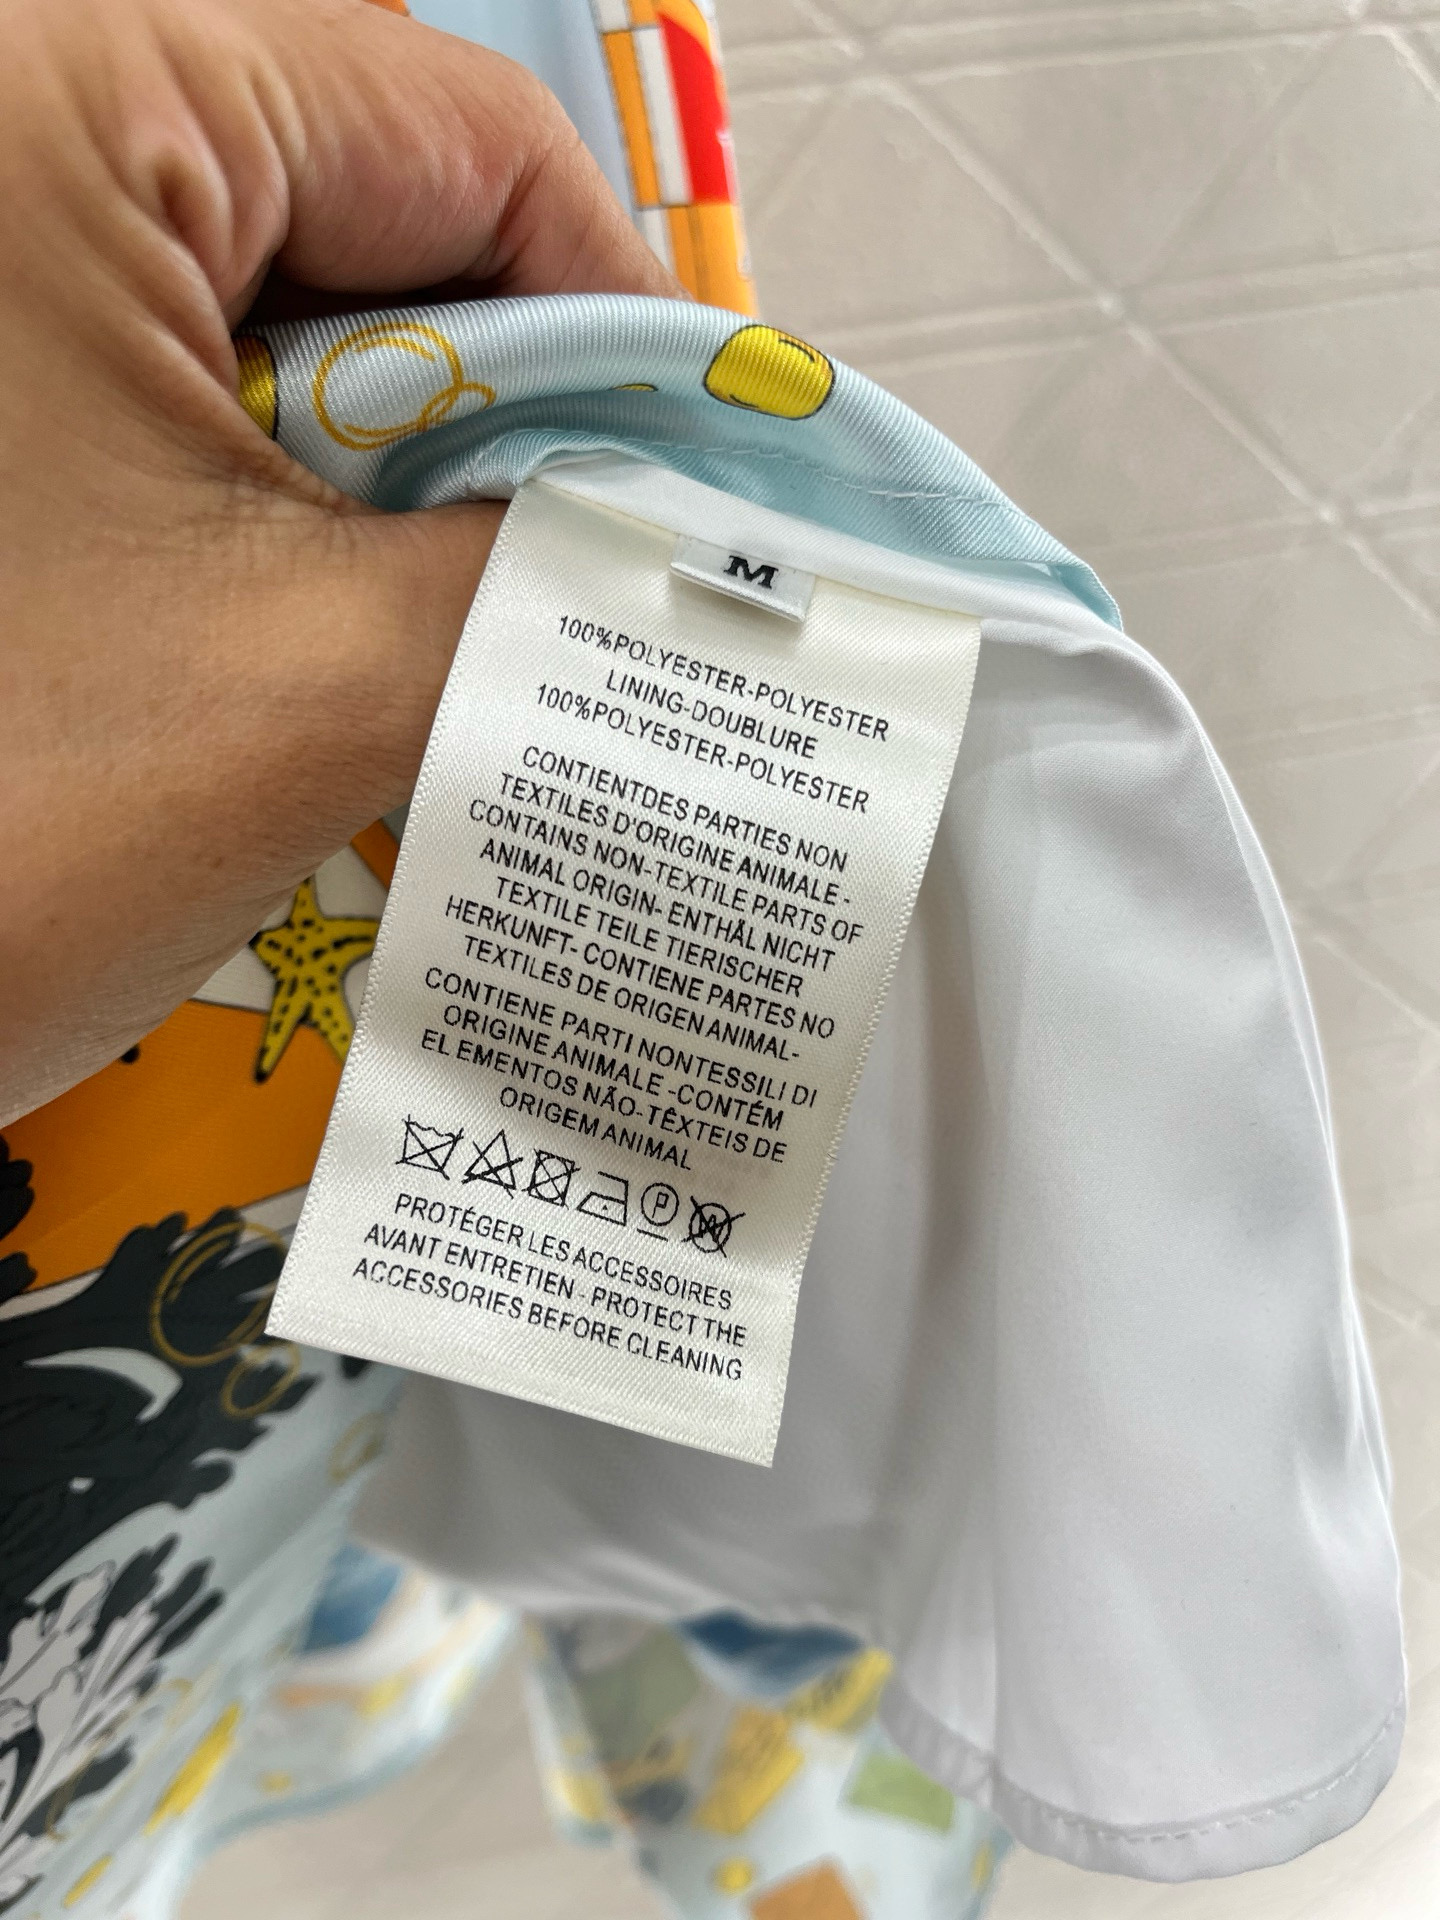 M
100%POLYESTER-POLYESTER
LINING-DOUBLURE
100%POLYESTER-POLYESTER
CONTIENTDES PARTIES NON
TEXTILES D'ORIGINE ANIMALE -
CONTAINS NON-TEXTILE PARTS OF
ANIMAL ORIGIN- ENTHÅL NICHT
TEXTILE TEILE TIERISCHER
HERKUNFT- CONTIENE PARTES NO
TEXTILES DE ORIGEN ANIMAL-
CONTIENE PARTI NONTESSILI DI
ORIGINE ANIMALE -CONTÉM
EL EMENTOS NÃO-TÊXTEIS DE
ORIGEM ANIMAL
P W
PROTÉGER LES ACCESSOIRES
AVANT ENTRETIEN - PROTECT THE
ACCESSORIES BEFORE CLEANING